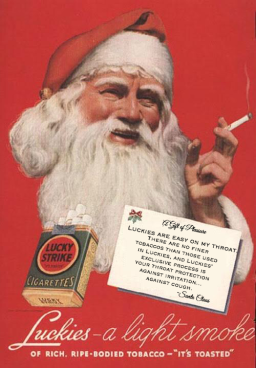 LUCKY
STRIKE
CIGARETTES
A Gift of Pleasure
LUCKIES ARE EASY ON MY THROAT
THERE ARE NO FINER
TOBACCOS THAN THOSE USED
IN LUCKIES, AND LUCKIES'
EXCLUSIVE PROCESS IS
YOUR THROAT PROTECTION
AGAINST IRRITATION...
AGAINST COUGH.
-Santa Claus
Luckies-a light smoke
OF RICH, RIPE-BODIED TOBACCO-"IT'S TOASTED"